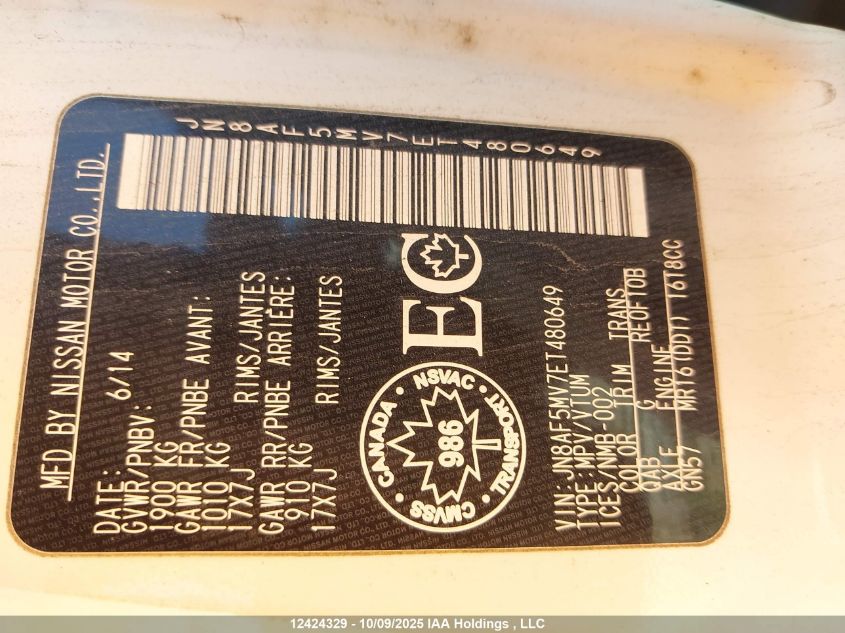 JN8AF5MV7ET480649
MFD BY NISSAN MOTOR CO.,LTD.
DATE: 6/14
GVWR/PNBV:
1900 KG
GAWR FR/PNBE AVANT:
1010 KG
17X7J RIMS/JANTES
GAWR RR/PNBE ARRIÈRE:
910 KG
17X7J RIMS/JANTES
CANADA
NSVAC
TRANSPORT
CMVSS
986
EC
VIN:JN8AF5MV7ET480649
TYPE:MPV/VTUM
ICES/NMB-002
COLOR TRIM TRANS
QAB G RE0F10B
AXLE ENGINE
GN57 MR16(DDT) 16T8CC
12424329 - 10/09/2025 IAA Holdings , LLC